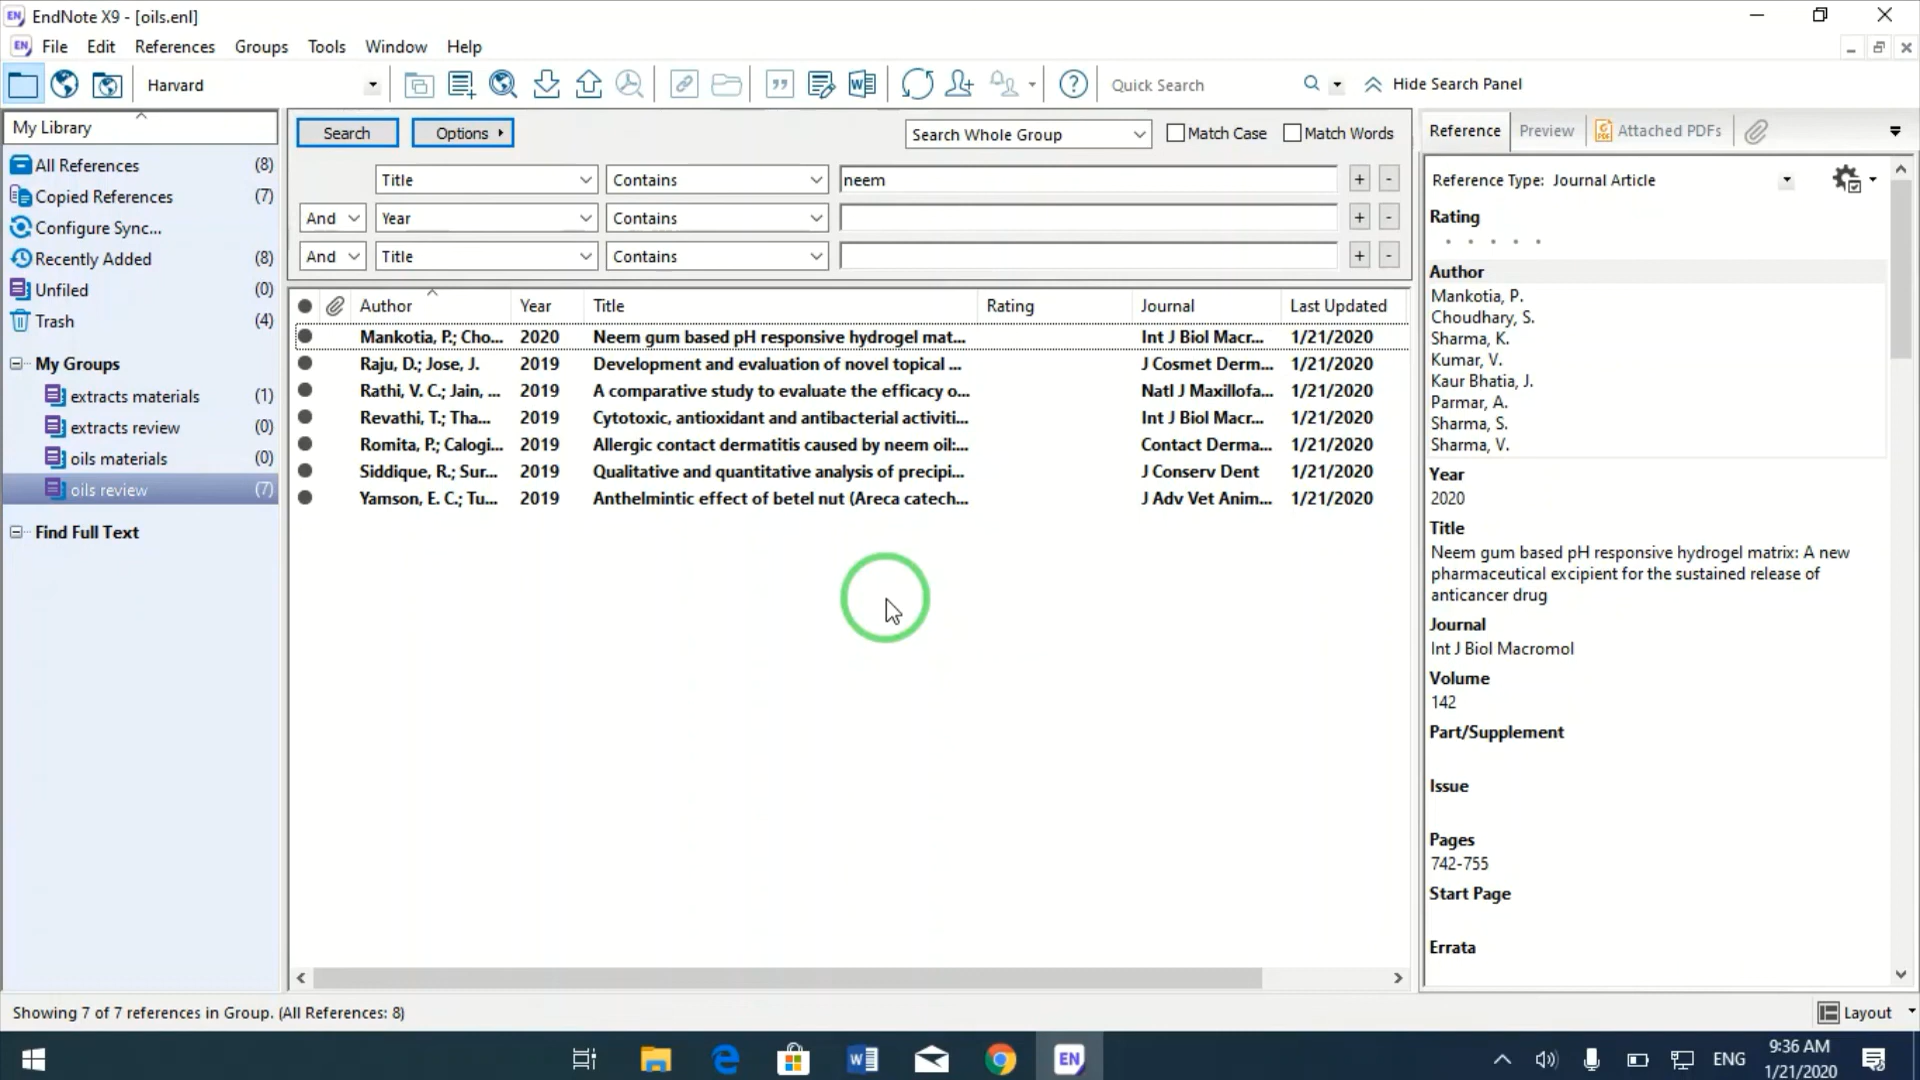 EN EndNote X9 - [oils.enl]
EN File Edit References Groups Tools Window Help
Harvard Quick Search Hide Search Panel
My Library
All References (8)
Copied References (7)
Configure Sync...
Recently Added (8)
Unfiled (0)
Trash (4)
My Groups
extracts materials (1)
extracts review (0)
oils materials (0)
oils review (7)
Find Full Text
Search Options Search Whole Group Match Case Match Words
Title Contains neem + -
And Year Contains + -
And Title Contains + -
Author Year Title Rating Journal Last Updated
Mankotia, P.; Cho... 2020 Neem gum based pH responsive hydrogel mat... Int J Biol Macr... 1/21/2020
Raju, D.; Jose, J. 2019 Development and evaluation of novel topical ... J Cosmet Derm... 1/21/2020
Rathi, V. C.; Jain, ... 2019 A comparative study to evaluate the efficacy o... Natl J Maxillofa... 1/21/2020
Revathi, T.; Tha... 2019 Cytotoxic, antioxidant and antibacterial activiti... Int J Biol Macr... 1/21/2020
Romita, P.; Calogi... 2019 Allergic contact dermatitis caused by neem oil:... Contact Derma... 1/21/2020
Siddique, R.; Sur... 2019 Qualitative and quantitative analysis of precipi... J Conserv Dent 1/21/2020
Yamson, E. C.; Tu... 2019 Anthelmintic effect of betel nut (Areca catech... J Adv Vet Anim... 1/21/2020
Reference Preview Attached PDFs
Reference Type: Journal Article
Rating
Author
Mankotia, P.
Choudhary, S.
Sharma, K.
Kumar, V.
Kaur Bhatia, J.
Parmar, A.
Sharma, S.
Sharma, V.
Year
2020
Title
Neem gum based pH responsive hydrogel matrix: A new
pharmaceutical excipient for the sustained release of
anticancer drug
Journal
Int J Biol Macromol
Volume
142
Part/Supplement
Issue
Pages
742-755
Start Page
Errata
Showing 7 of 7 references in Group. (All References: 8)
Layout
EN
ENG
9:36 AM
1/21/2020